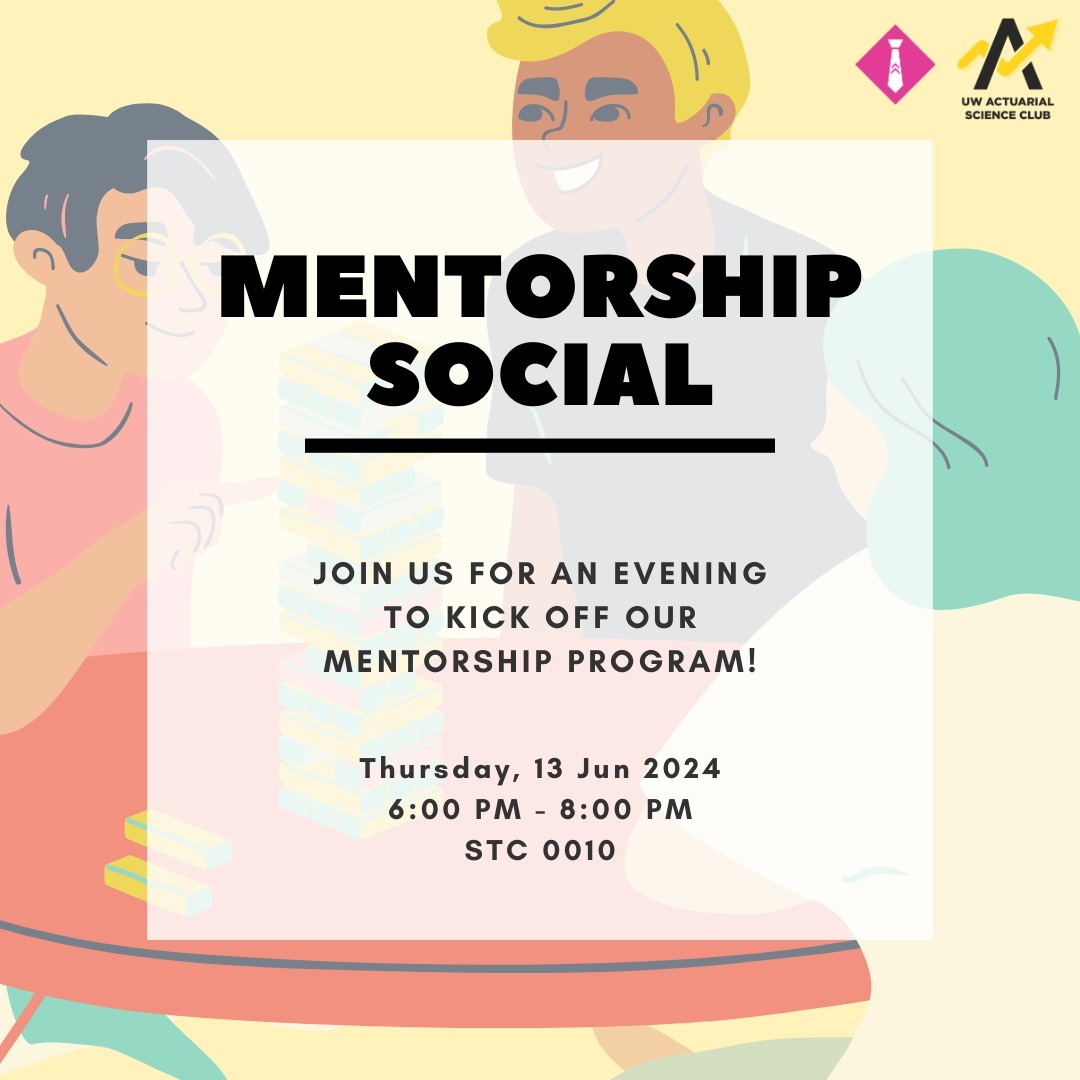 UW ACTUARIAL
SCIENCE CLUB
MENTORSHIP
SOCIAL
JOIN US FOR AN EVENING
TO KICK OFF OUR
MENTORSHIP PROGRAM!
Thursday, 13 Jun 2024
6:00 PM - 8:00 PM
STC 0010